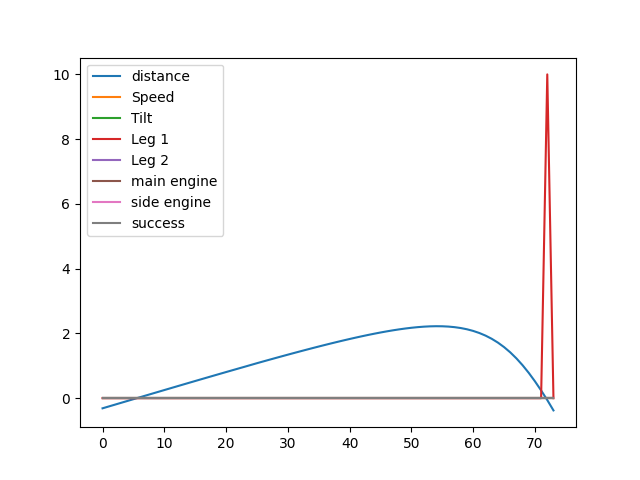 10
8
6
4
2
0
distance
Speed
Tilt
Leg 1
Leg 2
main engine
side engine
success
0 10 20 30 40 50 60 70